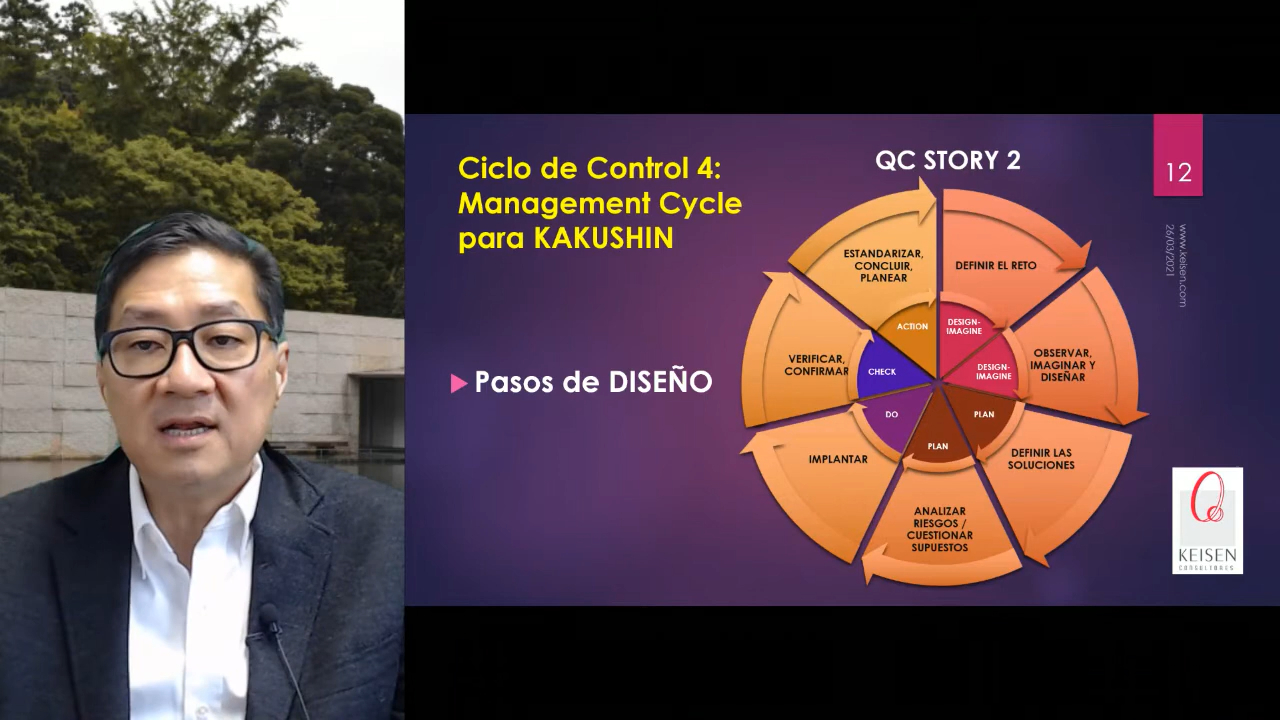 Ciclo de Control 4:
Management Cycle
para KAKUSHIN
Pasos de DISEÑO
QC STORY 2
12
www.keisen.com
26/03/2021
DEFINIR EL RETO
OBSERVAR,
IMAGINAR Y
DISEÑAR
DEFINIR LAS
SOLUCIONES
ANALIZAR
RIESGOS /
CUESTIONAR
SUPUESTOS
IMPLANTAR
VERIFICAR,
CONFIRMAR
ESTANDARIZAR,
CONCLUIR,
PLANEAR
DESIGN-
IMAGINE
DESIGN-
IMAGINE
PLAN
PLAN
DO
CHECK
ACTION
KEISEN
CONSULTORES